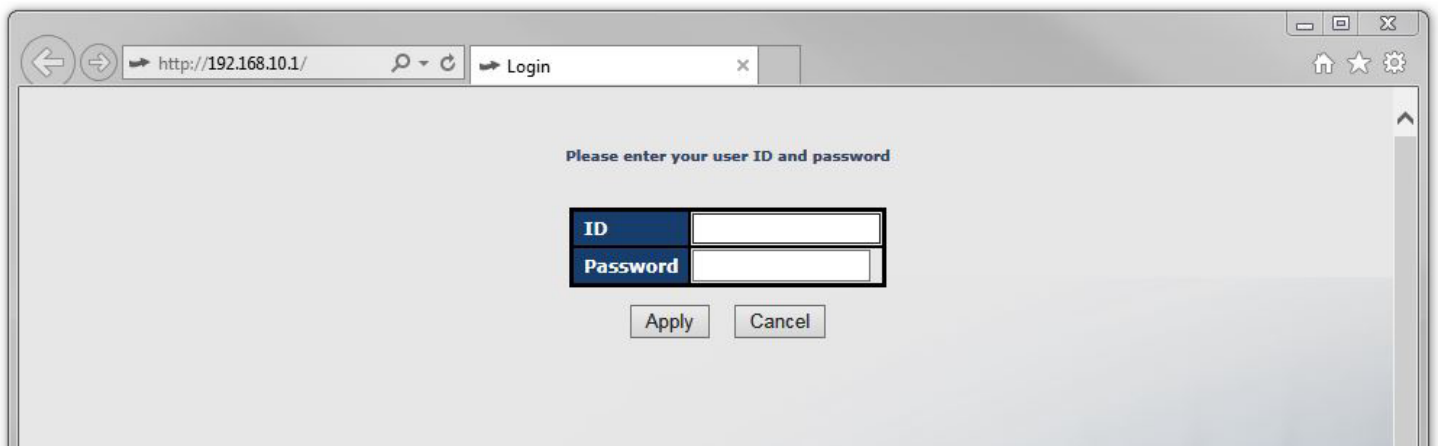 http://192.168.10.1/ Login
Please enter your user ID and password
ID
Password
Apply Cancel